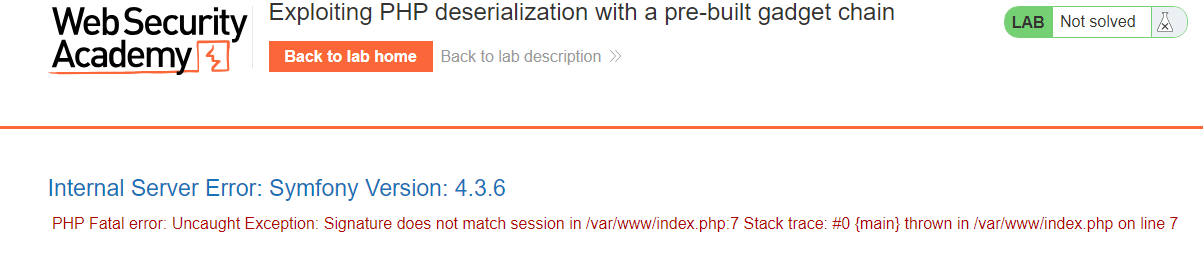 Web Security
Academy
Exploiting PHP deserialization with a pre-built gadget chain
Back to lab home Back to lab description
LAB Not solved
Internal Server Error: Symfony Version: 4.3.6
PHP Fatal error: Uncaught Exception: Signature does not match session in /var/www/index.php:7 Stack trace: #0 {main} thrown in /var/www/index.php on line 7